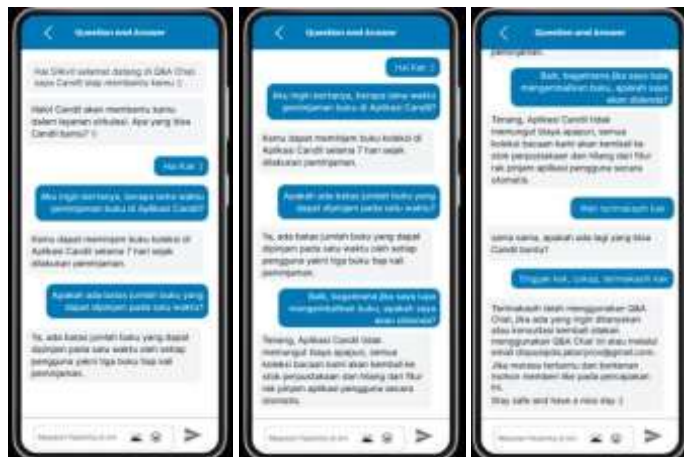 Question and Answer
Hai Silkvi! selamat datang di Q&A Chat,
saya Candil siap membantu kamu :)
Halo! Candil akan membantu kamu
dalam layanan sirkulasi. Apa yang bisa
Candil bantu? :)
Hai Kak :)
Aku ingin bertanya, berapa lama waktu
peminjaman buku di Aplikasi Candil?
Kamu dapat meminjam buku koleksi di
Aplikasi Candil selama 7 hari sejak
dilakukan peminjaman.
Apakah ada batas jumlah buku yang
dapat dipinjam pada satu waktu?
Ya, ada batas jumlah buku yang dapat
dipinjam pada satu waktu oleh setiap
pengguna yakni tiga buku tiap kali
peminjaman.
Question and Answer
Hai Kak :)
Aku ingin bertanya, berapa lama waktu
peminjaman buku di Aplikasi Candil?
Kamu dapat meminjam buku koleksi di
Aplikasi Candil selama 7 hari sejak
dilakukan peminjaman.
Apakah ada batas jumlah buku yang
dapat dipinjam pada satu waktu?
Ya, ada batas jumlah buku yang dapat
dipinjam pada satu waktu oleh setiap
pengguna yakni tiga buku tiap kali
peminjaman.
Baik, bagaimana jika saya lupa
mengembalikan buku, apakah saya
akan didenda?
Tenang, Aplikasi Candil tidak
memungut biaya apapun, semua
koleksi bacaan kami akan kembali ke
stok perpustakaan dan hilang dari fitur
rak pinjam aplikasi pengguna secara
otomatis.
Question and Answer
peminjaman.
Baik, bagaimana jika saya lupa
mengembalikan buku, apakah saya
akan didenda?
Tenang, Aplikasi Candil tidak
memungut biaya apapun, semua
koleksi bacaan kami akan kembali ke
stok perpustakaan dan hilang dari fitur
rak pinjam aplikasi pengguna secara
otomatis.
Wah terimakasih kak
sama sama, apakah ada lagi yang bisa
Candil bantu?
kak, cukup, terimakasih kak
Terimakasih telah menggunakan Q&A
Chat, jika ada yang ingin ditanyakan
atau konsultasi kembali silakan
menggunakan Q&A Chat ini atau melalui
email
Jika merasa terbantu dan berkenan
mohon memberi like pada percakapan
ini.
Stay safe and have a nice day :)